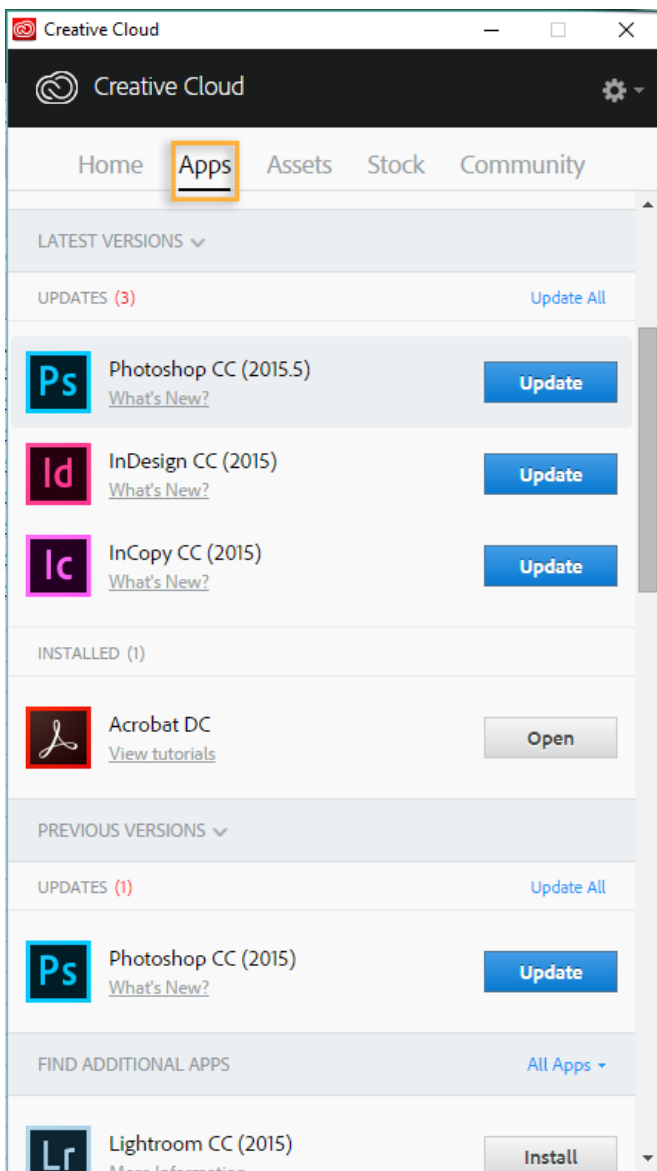 Creative Cloud
Creative Cloud
Home Apps Assets Stock Community
LATEST VERSIONS
UPDATES (3) Update All
Ps Photoshop CC (2015.5) Update
What's New?
Id InDesign CC (2015) Update
What's New?
Ic InCopy CC (2015) Update
What's New?
INSTALLED (1)
Acrobat DC Open
View tutorials
PREVIOUS VERSIONS
UPDATES (1) Update All
Ps Photoshop CC (2015) Update
What's New?
FIND ADDITIONAL APPS All Apps
Lr Lightroom CC (2015) Install
More Information